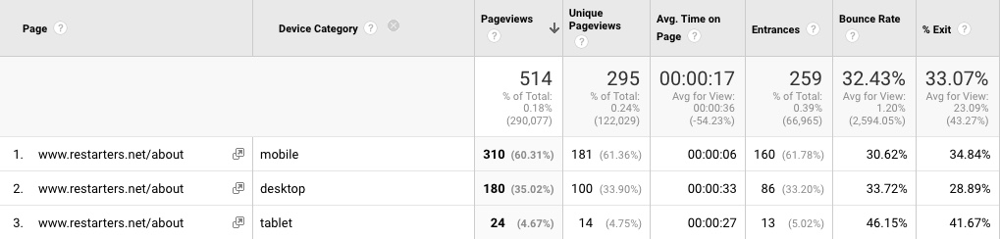 Page ? Device Category ? Pageviews ? Unique Pageviews ? Avg. Time on Page ? Entrances ? Bounce Rate ? % Exit ?
514 295 00:00:17 259 32.43% 33.07%
% of Total: % of Total: Avg for View: % of Total: Avg for View: Avg for View:
0.18% 0.24% 00:00:36 0.39% 1.20% 23.09%
(290,077) (122,029) (-54.23%) (66,965) (2,594.05%) (43.27%)
1. www.restarters.net/about mobile 310 (60.31%) 181 (61.36%) 00:00:06 160 (61.78%) 30.62% 34.84%
2. www.restarters.net/about desktop 180 (35.02%) 100 (33.90%) 00:00:33 86 (33.20%) 33.72% 28.89%
3. www.restarters.net/about tablet 24 (4.67%) 14 (4.75%) 00:00:27 13 (5.02%) 46.15% 41.67%